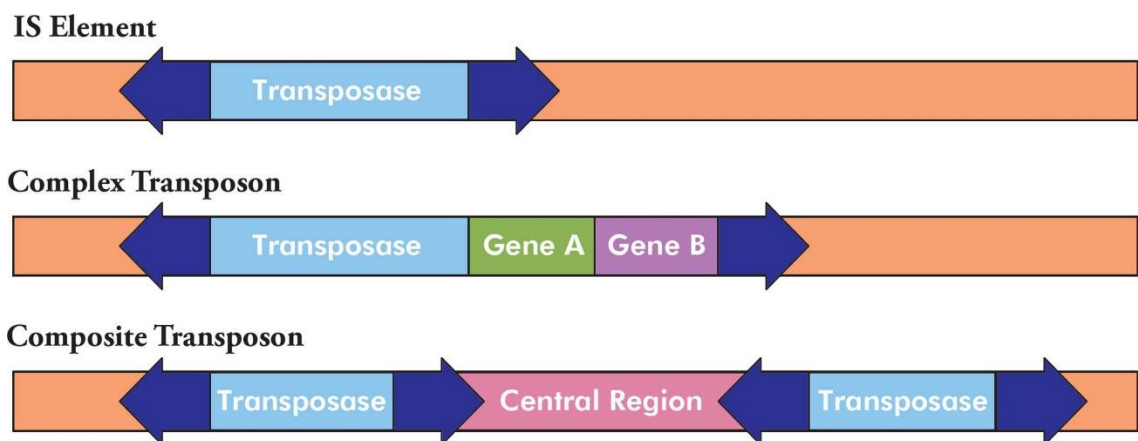 IS Element
Transposase
Complex Transposon
Transposase Gene A Gene B
Composite Transposon
Transposase Central Region Transposase